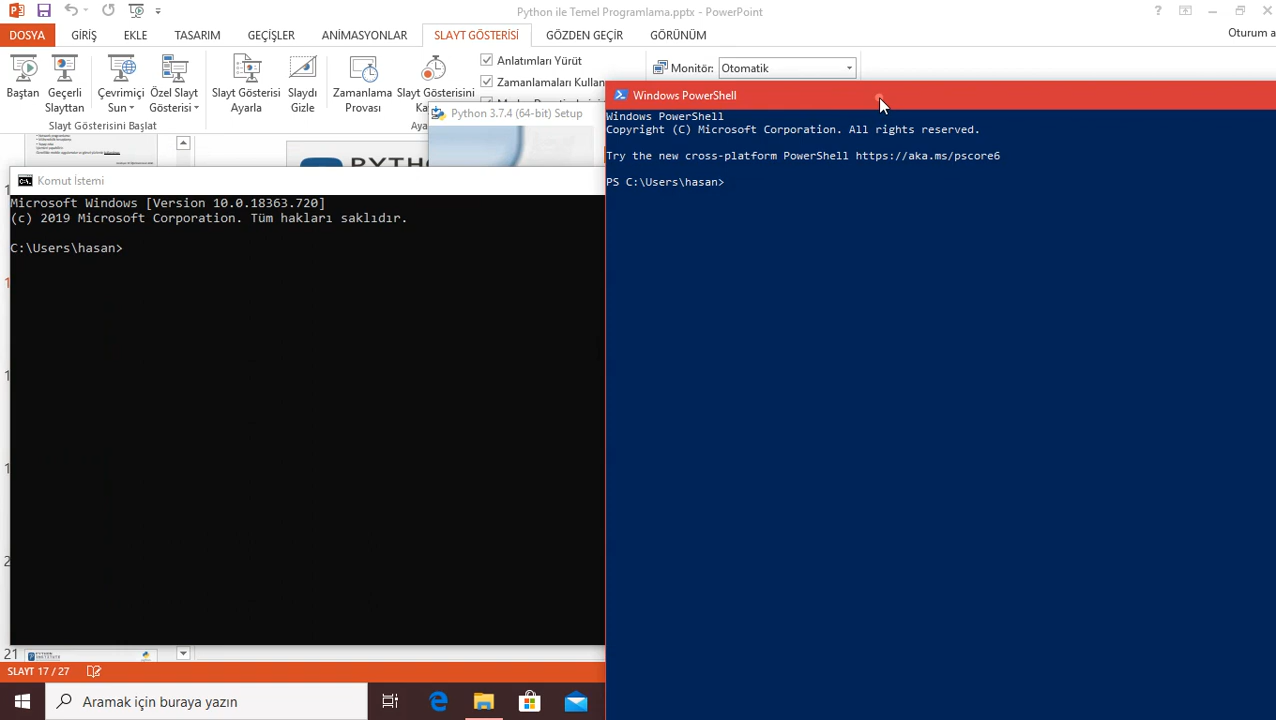 Python ile Temel Programlama.pptx - PowerPoint
DOSYA GİRİŞ EKLE TASARIM GEÇİŞLER ANİMASYONLAR SLAYT GÖSTERİSİ GÖZDEN GEÇİR GÖRÜNÜM
Oturum a
Baştan
Geçerli
Slayttan
Çevrimiçi
Sun
Özel Slayt
Gösterisi
Slayt Gösterisi
Ayarla
Slaydı
Gizle
Zamanlama
Provası
Slayt Gösterisini
Anlatımları Yürüt
Zamanlamaları Kullan
Monitör: Otomatik
Slayt Gösterisini Başlat
Python 3.7.4 (64-bit) Setup
Komut İstemi
Microsoft Windows [Version 10.0.18363.720]
(c) 2019 Microsoft Corporation. Tüm hakları saklıdır.
C:\Users\hasan>
Windows PowerShell
Windows PowerShell
Copyright (C) Microsoft Corporation. All rights reserved.
Try the new cross-platform PowerShell https://aka.ms/pscore6
PS C:\Users\hasan>
21
SLAYT 17 / 27
Aramak için buraya yazın